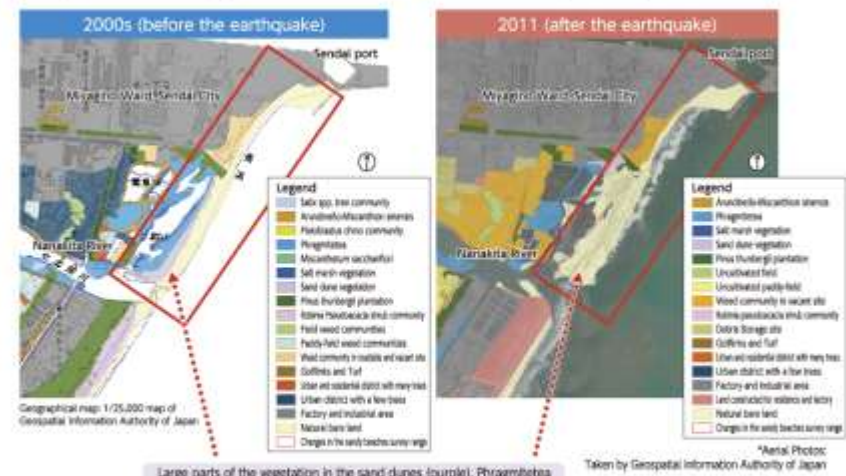 2000s (before the earthquake)
Sendai port
Miyagino Ward Sendai City
Nanakita River
Legend
Salix spp. tree community
Arundinello-Miscanthion sinensis
Pleioblastus chino community
Phragmitetea
Miscanthetum sacchariflori
Salt marsh vegetation
Sand dune vegetation
Pinus thunbergii plantation
Robinia Pseudoacacia shrub community
Field weed communities
Paddy-field weed communities
Weed community in roadside and vacant site
Golflinks and Turf
Urban and residential district with many trees
Urban district with a few trees
Factory and industrial area
Natural bare land
Changes in the sandy beaches survey range
Geographical map: 1/25,000 map of
Geospatial Information Authority of Japan
2011 (after the earthquake)
Sendai port
Miyagino Ward Sendai City
Nanakita River
Legend
Arundinello-Miscanthion sinensis
Phragmitetea
Salt marsh vegetation
Sand dune vegetation
Pinus thunbergii plantation
Uncultivated field
Uncultivated paddy-field
Weed community in vacant site
Robinia pseudoacacia shrub community
Debris Storage site
Golflinks and Turf
Urban and residential district with many trees
Urban district with a few trees
Factory and industrial area
Land constructed for residence and factory
Natural bare land
Changes in the sandy beaches survey range
*Aerial Photos:
Taken by Geospatial Information Authority of Japan
Large parts of the vegetation in the sand dunes (purple), Phragmitetea